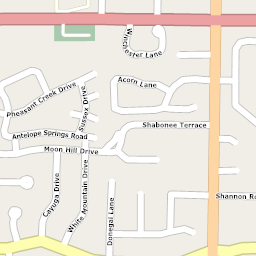 Winchester Lane
Acorn Lane
Pheasant Creek Drive
Sussex Drive
Shabonee Terrace
Antelope Springs Road
Moon Hill Drive
Cayuga Drive
White Mountain Drive
Donegal Lane
Shannon Ro